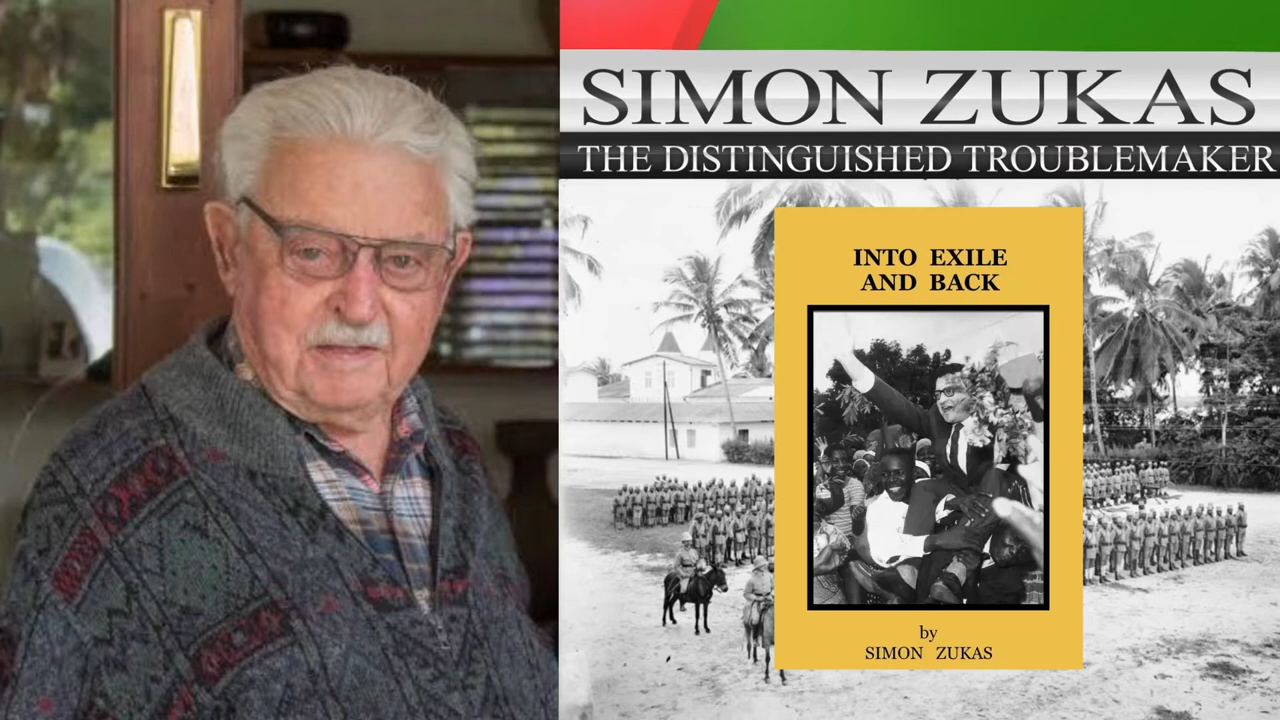 SIMON ZUKAS
THE DISTINGUISHED TROUBLEMAKER
INTO EXILE
AND BACK
by
SIMON ZUKAS